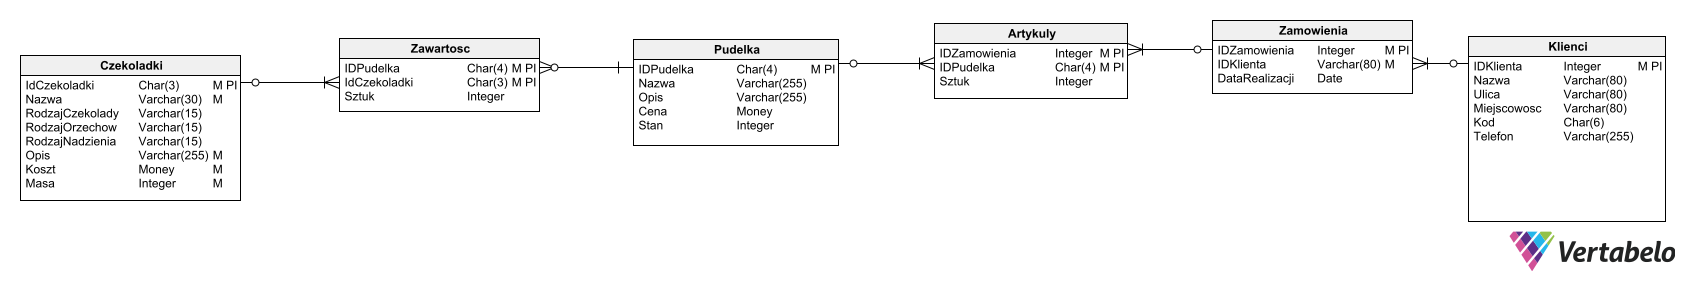 Czekoladki
IdCzekoladki Char(3) M PI
Nazwa Varchar(30) M
RodzajCzekolady Varchar(15)
RodzajOrzechow Varchar(15)
RodzajNadzienia Varchar(15)
Opis Varchar(255) M
Koszt Money M
Masa Integer M
Zawartosc
IDPudelka Char(4) M PI
IdCzekoladki Char(3) M PI
Sztuk Integer
Pudelka
IDPudelka Char(4) M PI
Nazwa Varchar(255)
Opis Varchar(255)
Cena Money
Stan Integer
Artykuly
IDZamowienia Integer M PI
IDPudelka Char(4) M PI
Sztuk Integer
Zamowienia
IDZamowienia Integer M PI
IDKlienta Varchar(80) M
DataRealizacji Date
Klienci
IDKlienta Integer M PI
Nazwa Varchar(80)
Ulica Varchar(80)
Miejscowosc Varchar(80)
Kod Char(6)
Telefon Varchar(255)
Vertabelo